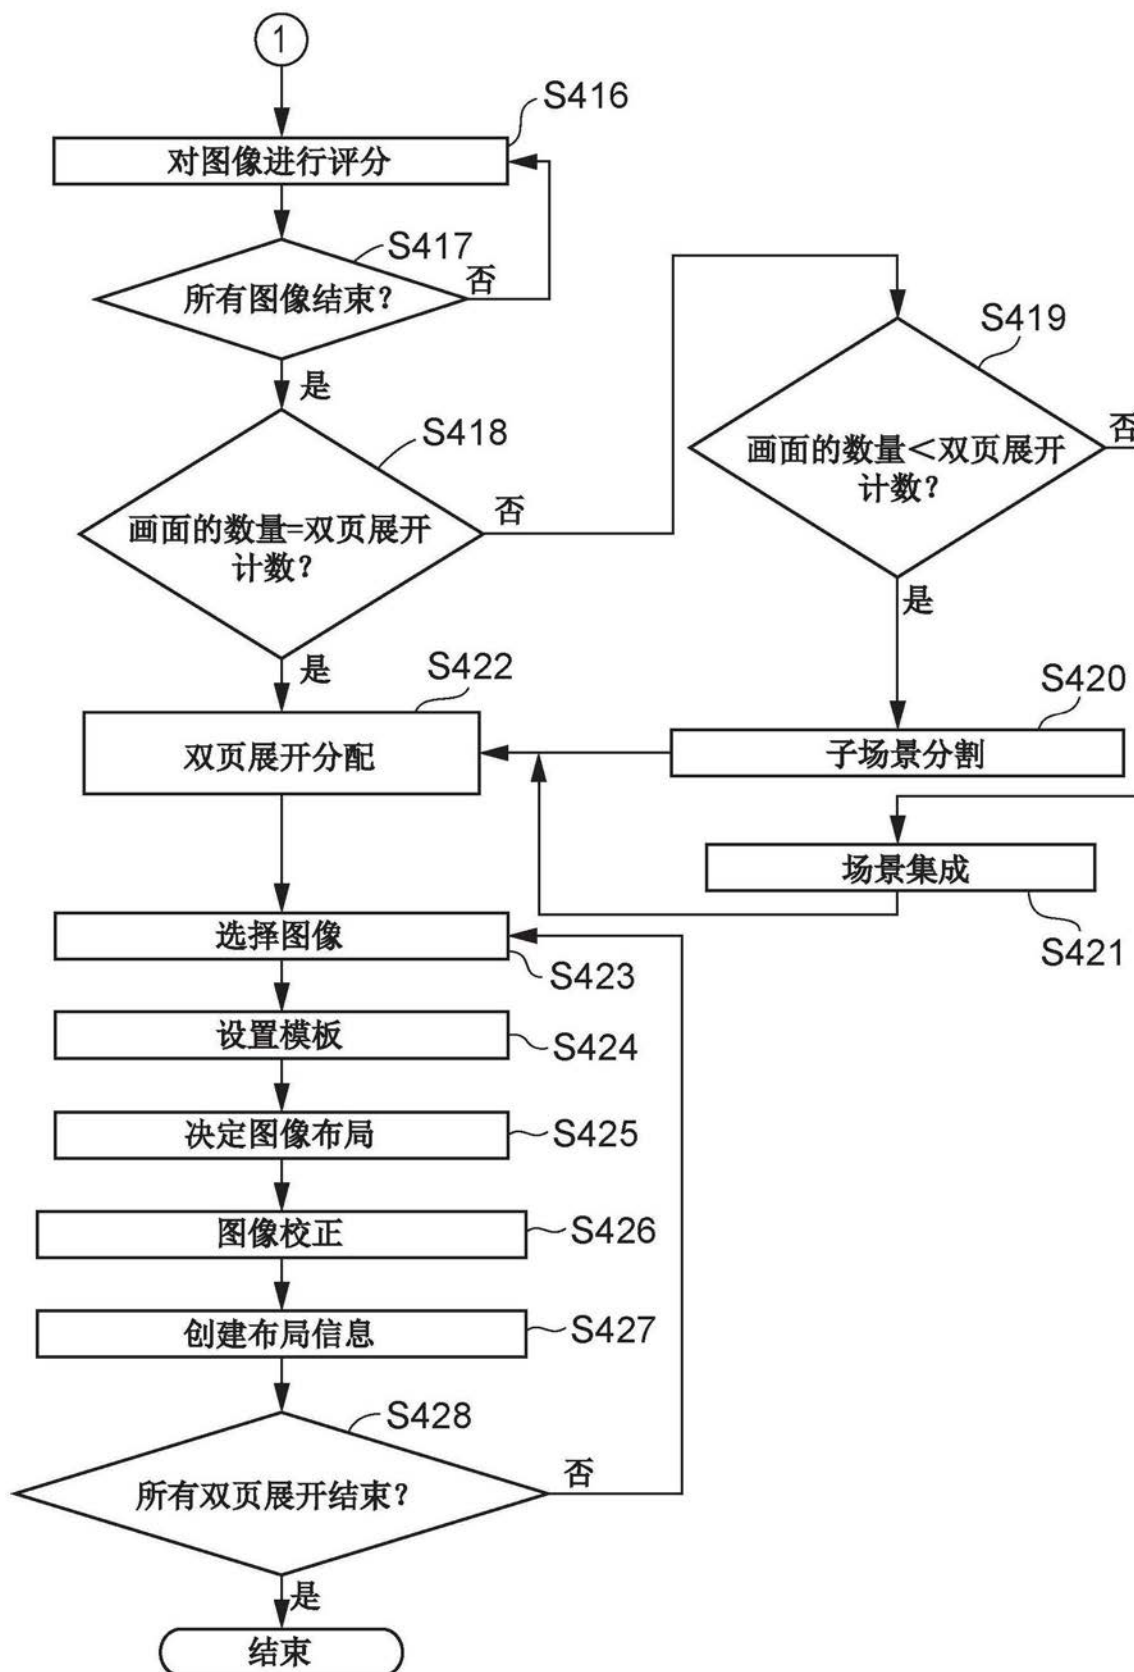 1
S416
对图像进行评分
S417
所有图像结束？
否
是
S418
画面的数量=双页展开
计数？
否
S419
画面的数量＜双页展开
计数？
否
是
是
S422
双页展开分配
S420
子场景分割
场景集成
S421
选择图像
S423
设置模板
S424
决定图像布局
S425
图像校正
S426
创建布局信息
S427
S428
所有双页展开结束？
否
是
结束